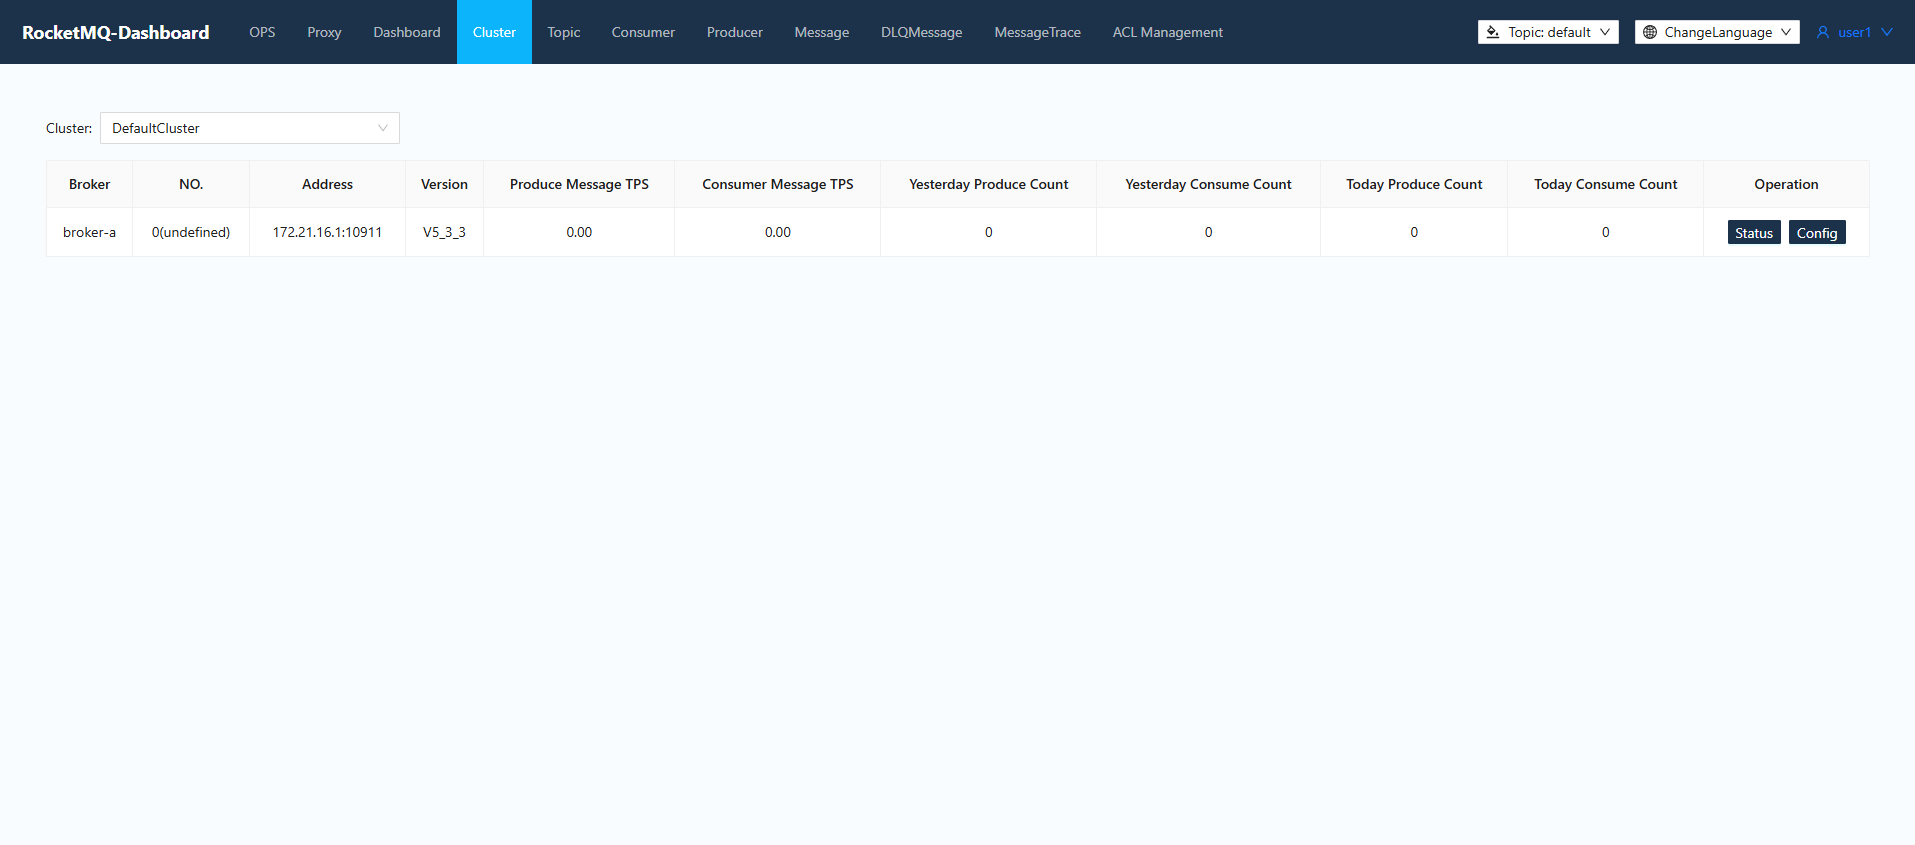 RocketMQ-Dashboard OPS Proxy Dashboard Cluster Topic Consumer Producer Message DLQMessage MessageTrace ACL Management Topic: default ChangeLanguage user1
Cluster: DefaultCluster
Broker NO. Address Version Produce Message TPS Consumer Message TPS Yesterday Produce Count Yesterday Consume Count Today Produce Count Today Consume Count Operation
broker-a 0(undefined) 172.21.16.1:10911 V5_3_3 0.00 0.00 0 0 0 0 Status Config